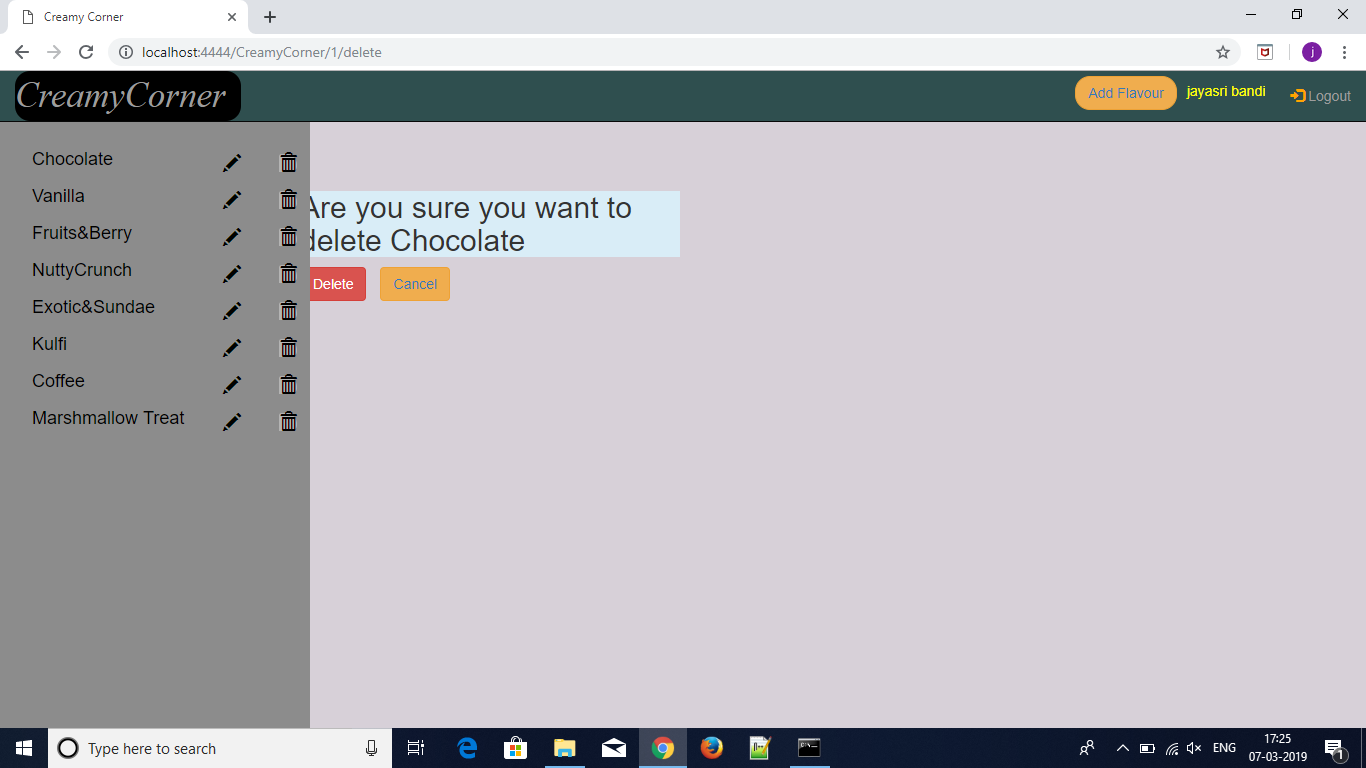 Creamy Corner
localhost:4444/CreamyCorner/1/delete
j
CreamyCorner
Add Flavour
jayasri bandi
Logout
Chocolate
Vanilla
Fruits&Berry
NuttyCrunch
Exotic&Sundae
Kulfi
Coffee
Marshmallow Treat
Are you sure you want to
delete Chocolate
Delete
Cancel
Type here to search
ENG
17:25
07-03-2019
1